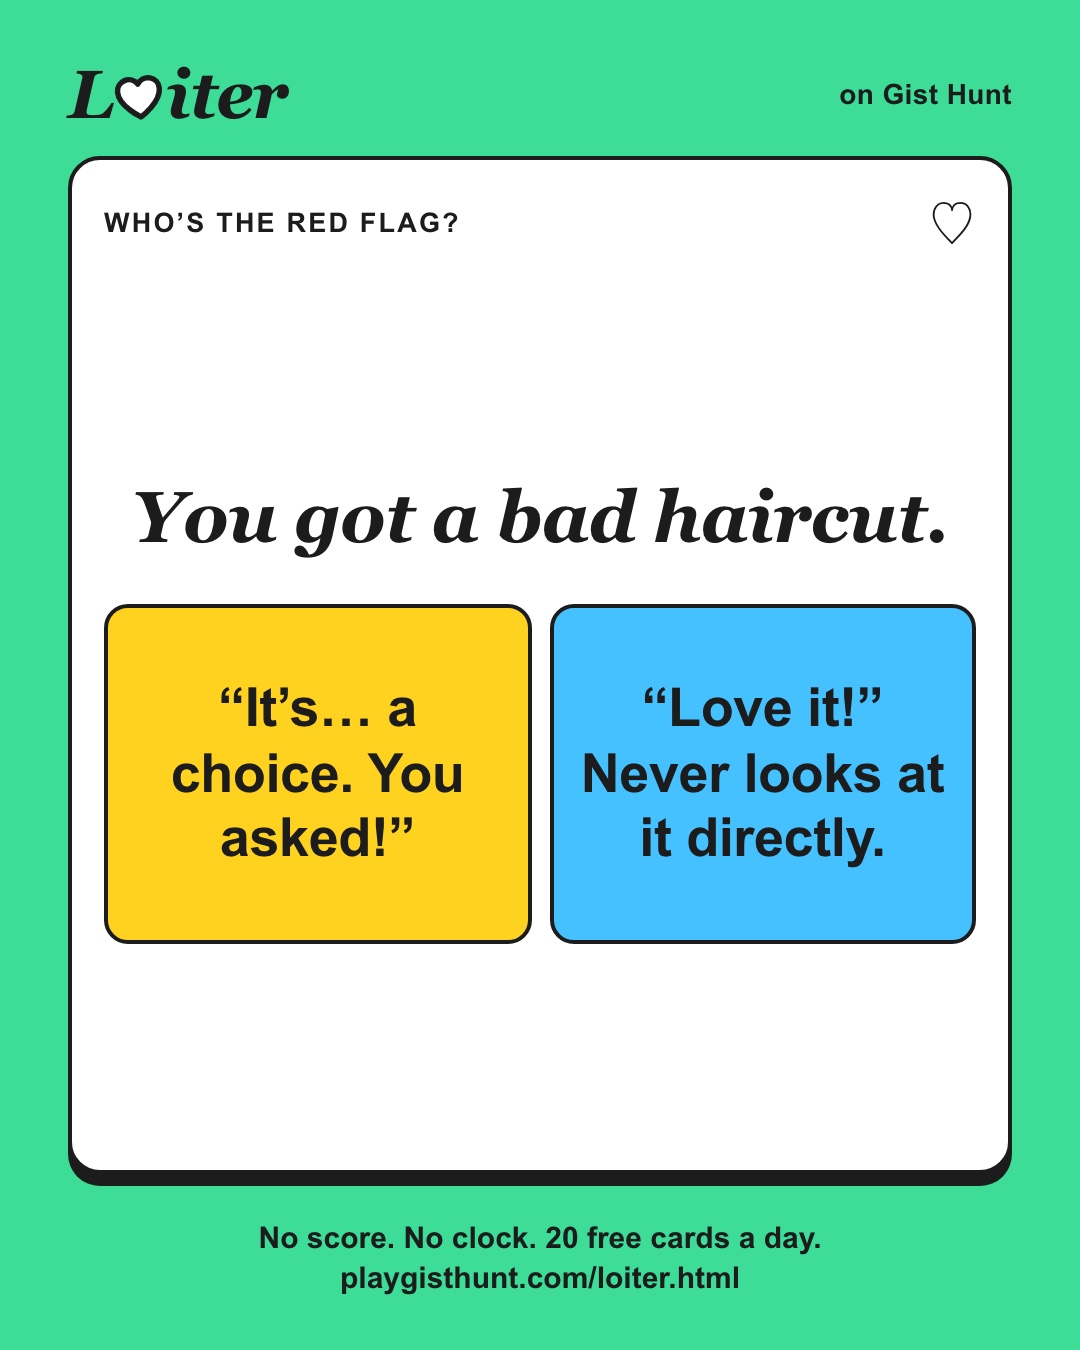 Loiter
on Gist Hunt
WHO’S THE RED FLAG?
You got a bad haircut.
“It’s… a
choice. You
asked!”
“Love it!”
Never looks at
it directly.
No score. No clock. 20 free cards a day.
playgisthunt.com/loiter.html